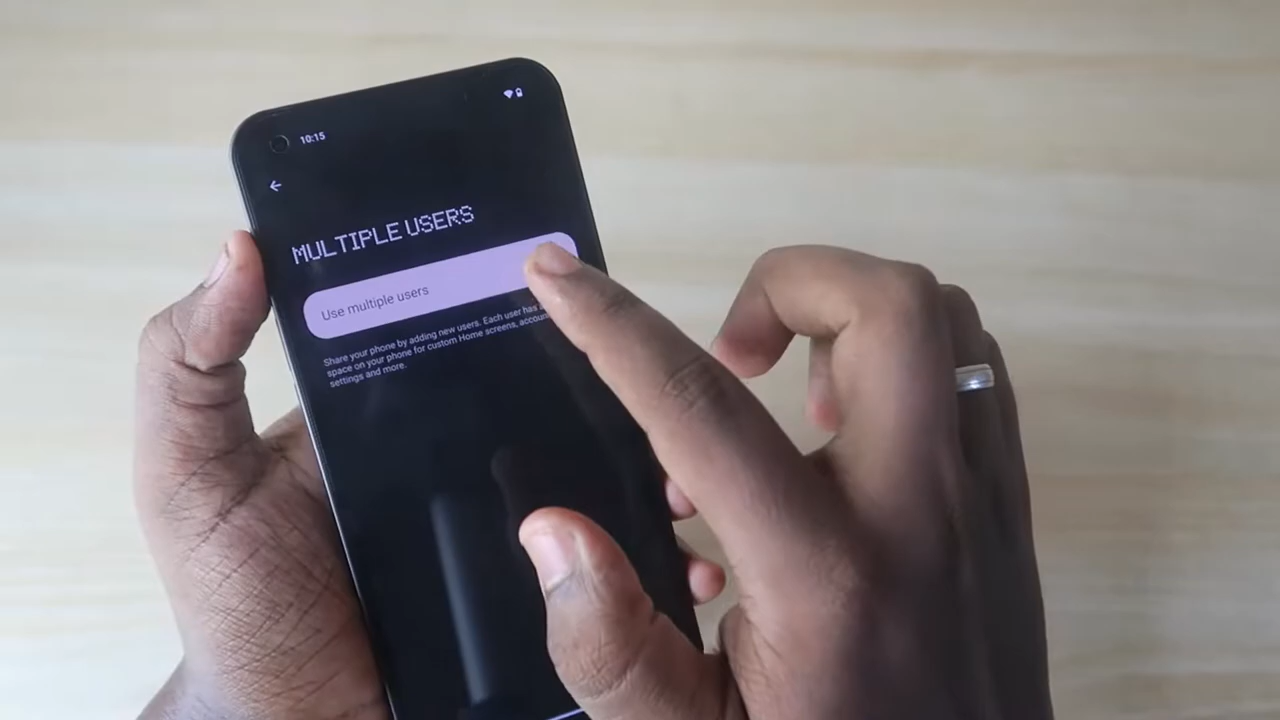 10:15
MULTIPLE USERS
Use multiple users
Share your phone by adding new users. Each user has
space on your phone for custom Home screens,
settings and more.